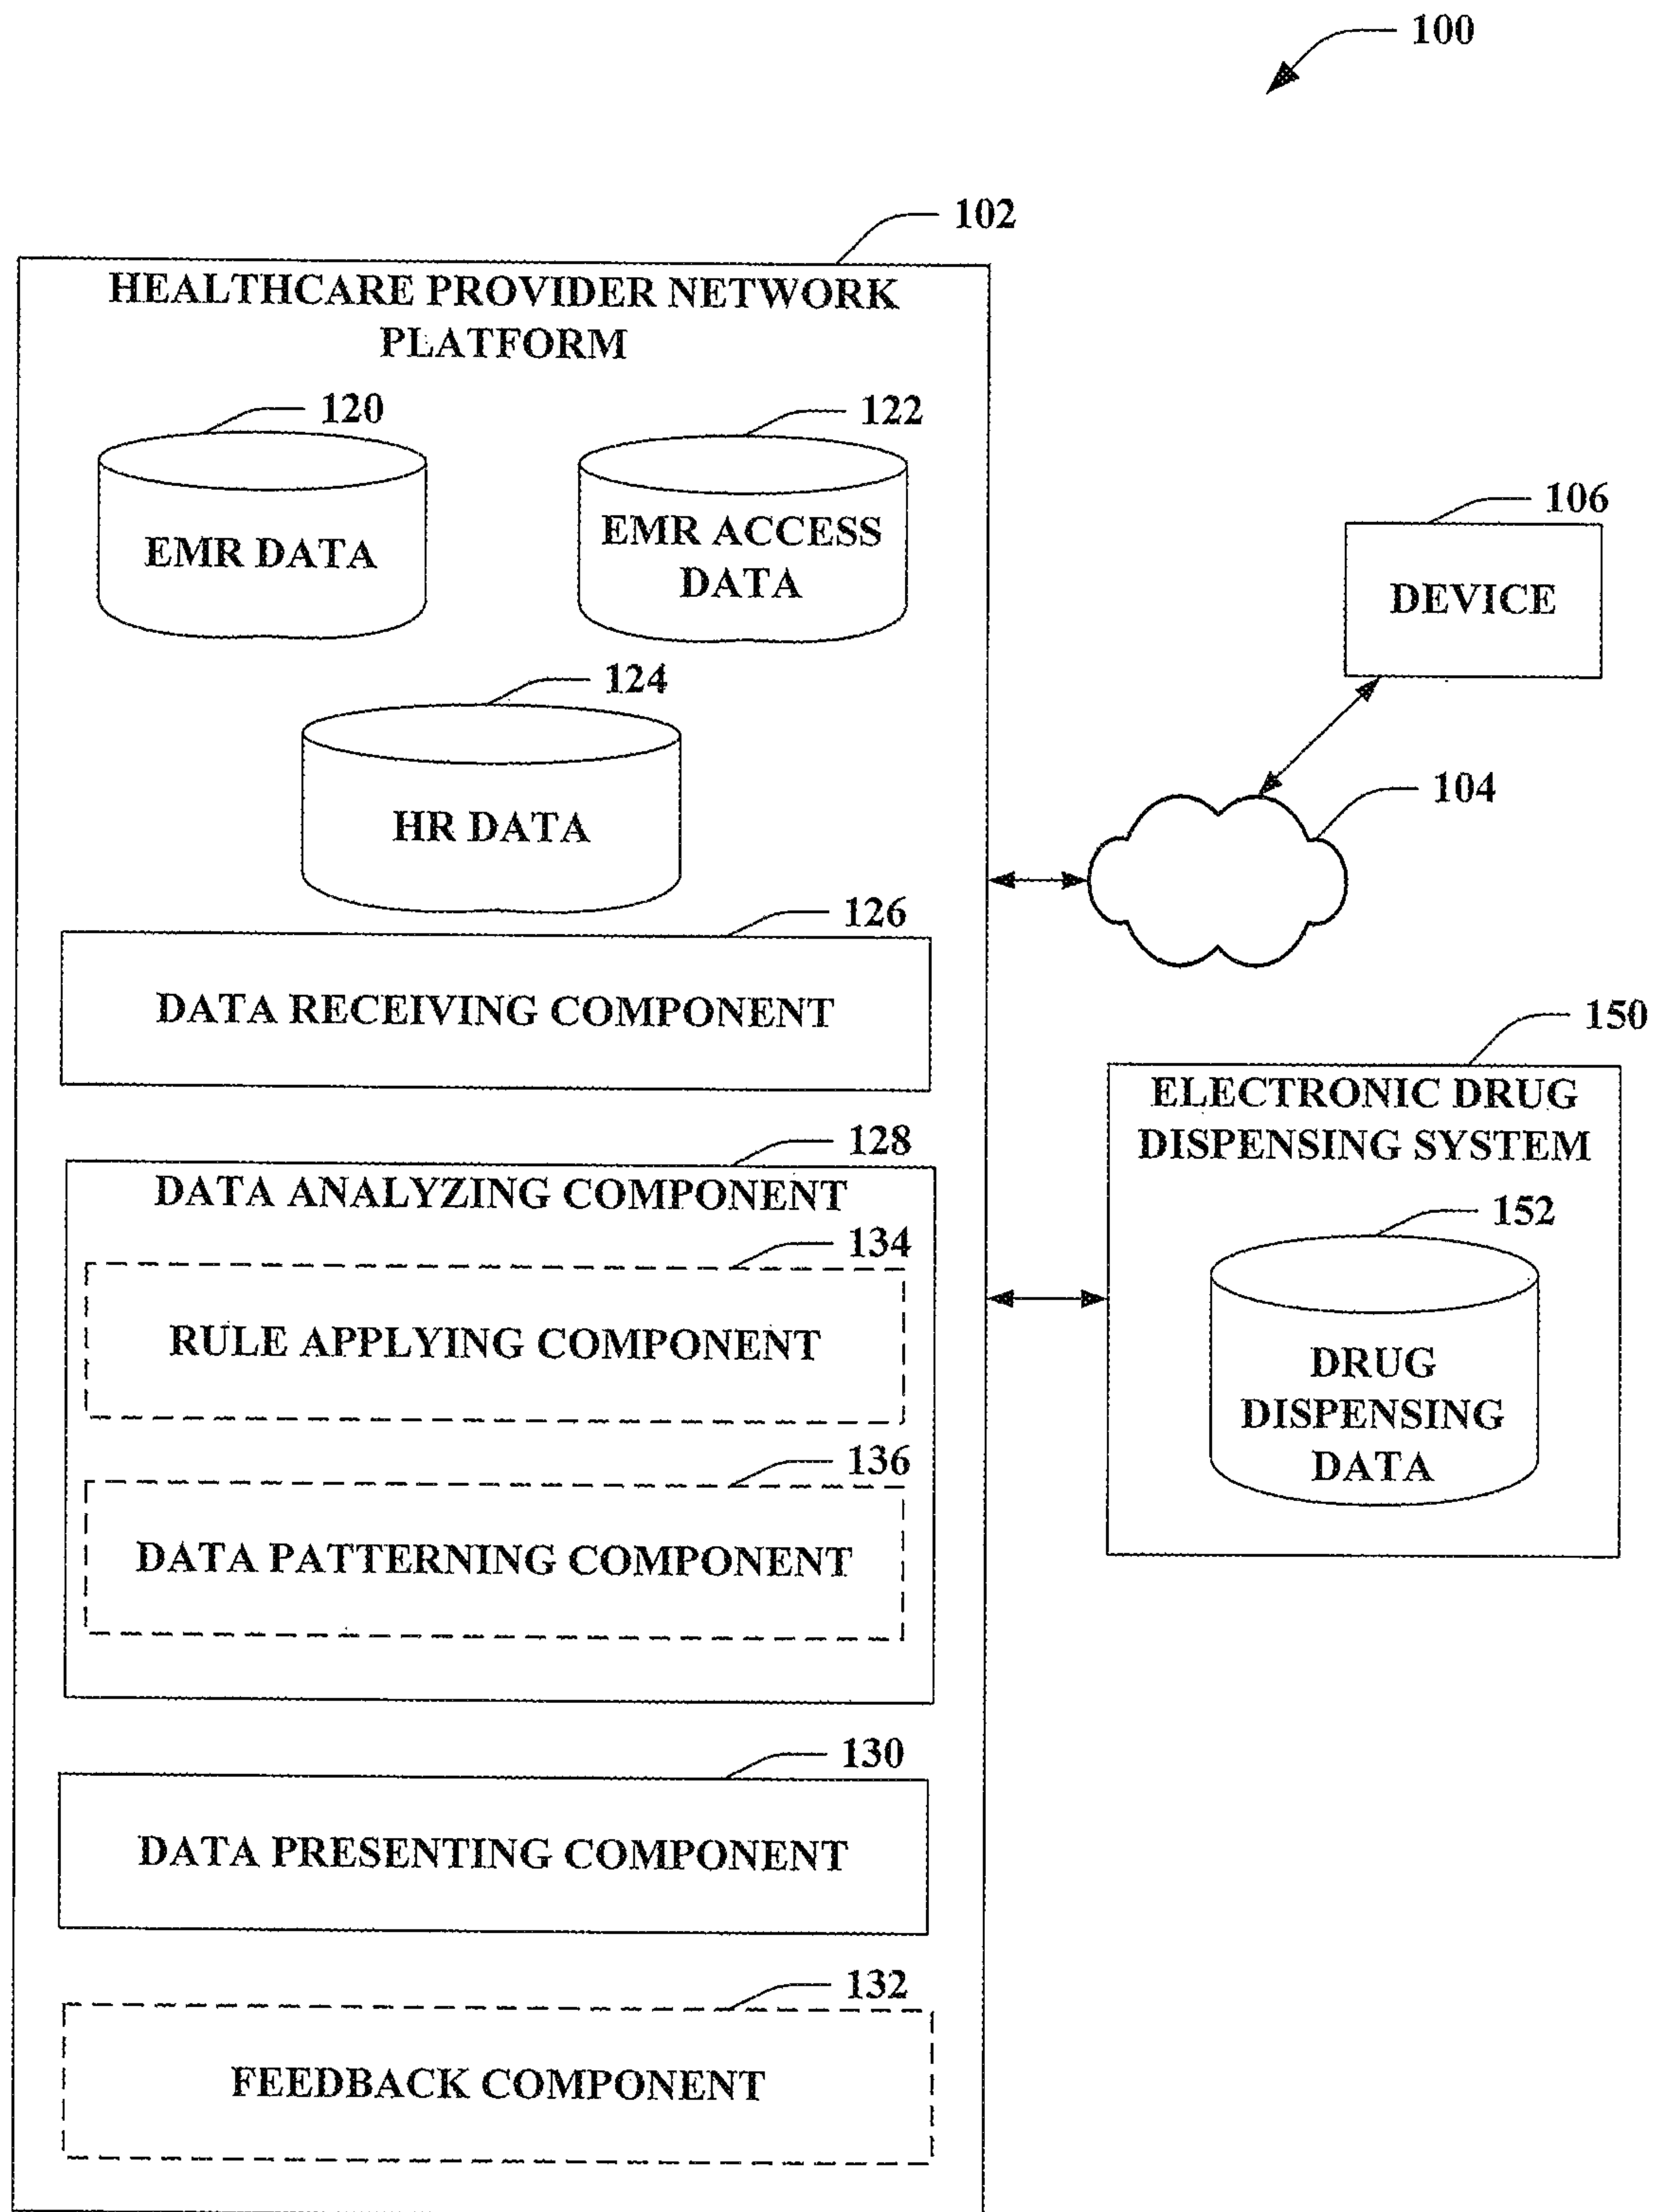 100
102
HEALTHCARE PROVIDER NETWORK
PLATFORM
120
122
EMR DATA
EMR ACCESS
DATA
106
DEVICE
124
HR DATA
104
126
DATA RECEIVING COMPONENT
150
ELECTRONIC DRUG
DISPENSING SYSTEM
128
DATA ANALYZING COMPONENT
152
134
RULE APPLYING COMPONENT
DRUG
DISPENSING
DATA
136
DATA PATTERNING COMPONENT
130
DATA PRESENTING COMPONENT
132
FEEDBACK COMPONENT